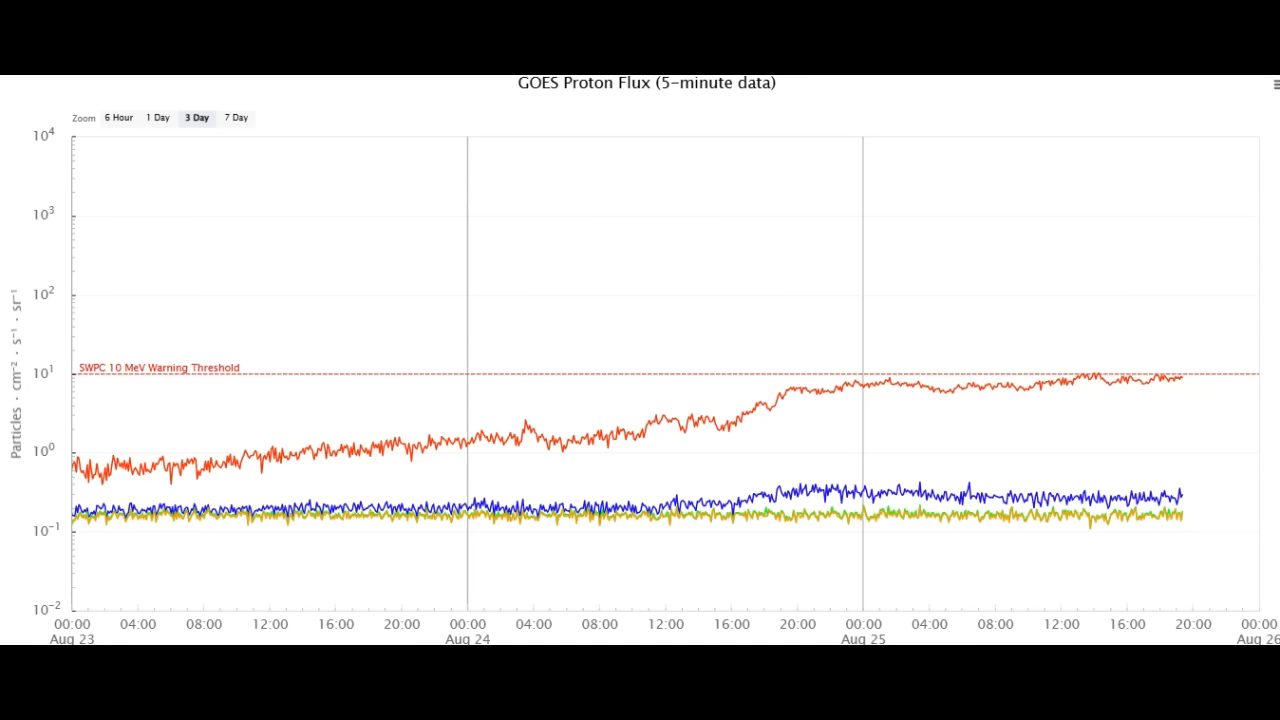 GOES Proton Flux (5-minute data)
Zoom 6 Hour 1 Day 3 Day 7 Day
10⁴
10³
10²
SWPC 10 MeV Warning Threshold
10¹
10⁰
10⁻¹
10⁻²
Particles · cm⁻² · s⁻¹ · sr⁻¹
00:00 04:00 08:00 12:00 16:00 20:00 00:00 04:00 08:00 12:00 16:00 20:00 00:00 04:00 08:00 12:00 16:00 20:00 00:00
Aug 23 Aug 24 Aug 25 Aug 26